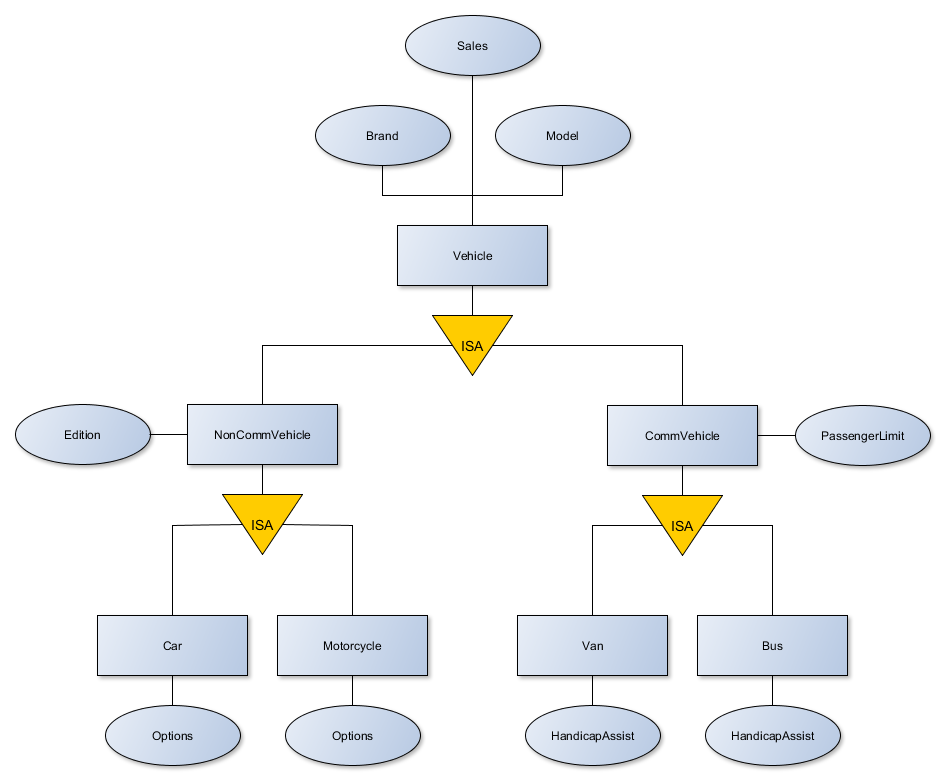 Sales
Brand
Model
Vehicle
ISA
Edition
NonCommVehicle
CommVehicle
PassengerLimit
ISA
ISA
Car
Motorcycle
Van
Bus
Options
Options
HandicapAssist
HandicapAssist